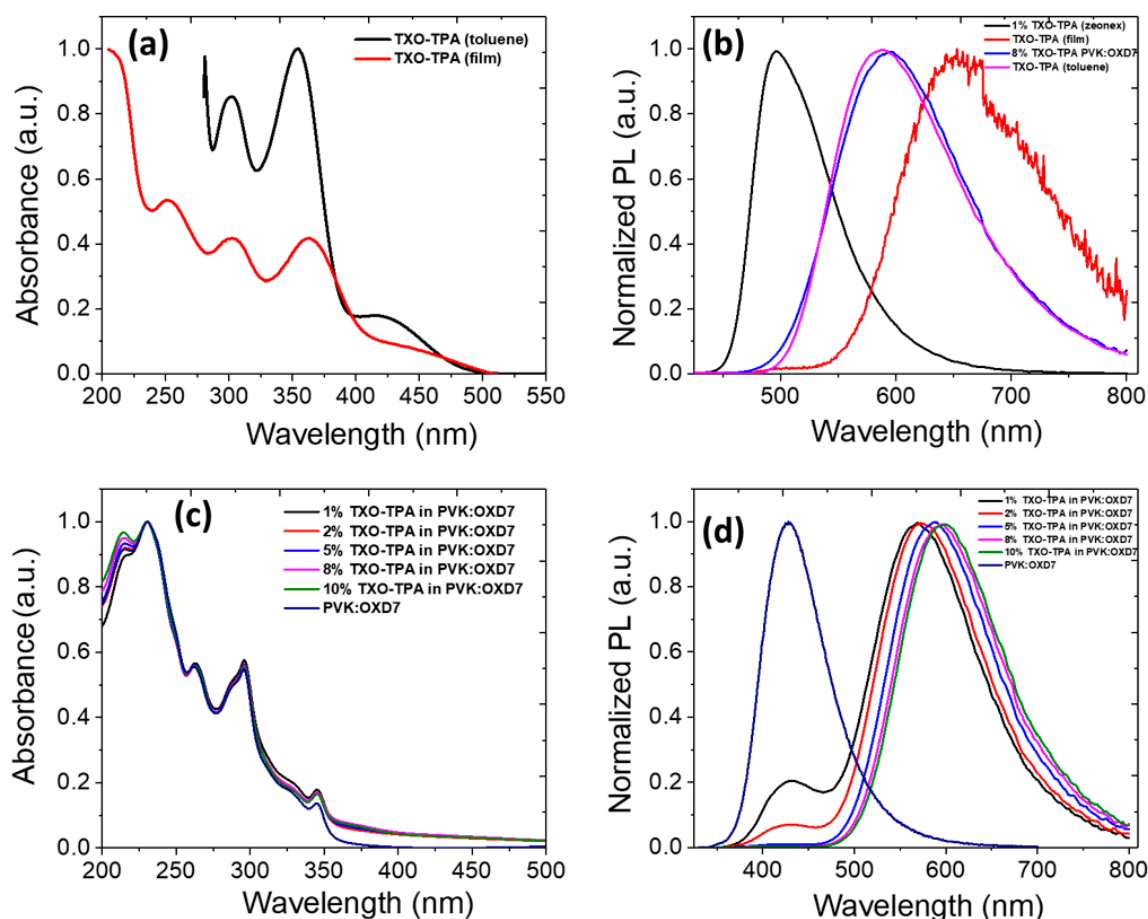 (a)
TXO-TPA (toluene)
TXO-TPA (film)
Absorbance (a.u.)
1.0
0.8
0.6
0.4
0.2
0.0
200 250 300 350 400 450 500 550
Wavelength (nm)
(b)
1% TXO-TPA (zeonex)
TXO-TPA (film)
8% TXO-TPA PVK:OXD7
TXO-TPA (toluene)
Normalized PL (a.u.)
1.0
0.8
0.6
0.4
0.2
0.0
500 600 700 800
Wavelength (nm)
(c)
1% TXO-TPA in PVK:OXD7
2% TXO-TPA in PVK:OXD7
5% TXO-TPA in PVK:OXD7
8% TXO-TPA in PVK:OXD7
10% TXO-TPA in PVK:OXD7
PVK:OXD7
Absorbance (a.u.)
1.0
0.8
0.6
0.4
0.2
0.0
200 250 300 350 400 450 500
Wavelength (nm)
(d)
1% TXO-TPA in PVK:OXD7
2% TXO-TPA in PVK:OXD7
5% TXO-TPA in PVK:OXD7
8% TXO-TPA in PVK:OXD7
10% TXO-TPA in PVK:OXD7
PVK:OXD7
Normalized PL (a.u.)
1.0
0.8
0.6
0.4
0.2
0.0
400 500 600 700 800
Wavelength (nm)